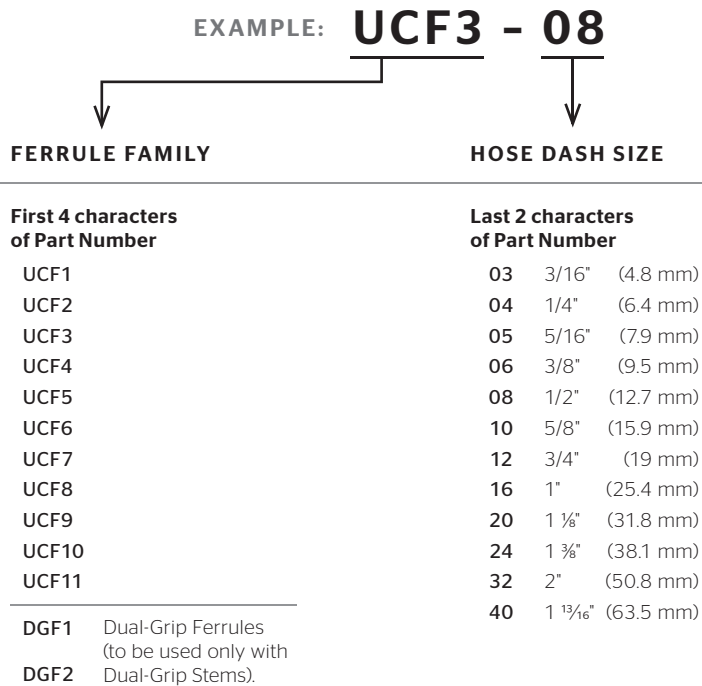 EXAMPLE: UCF3 - 08
FERRULE FAMILY
First 4 characters
of Part Number
UCF1
UCF2
UCF3
UCF4
UCF5
UCF6
UCF7
UCF8
UCF9
UCF10
UCF11
DGF1 Dual-Grip Ferrules
(to be used only with
DGF2 Dual-Grip Stems).
HOSE DASH SIZE
Last 2 characters
of Part Number
03 3/16" (4.8 mm)
04 1/4" (6.4 mm)
05 5/16" (7.9 mm)
06 3/8" (9.5 mm)
08 1/2" (12.7 mm)
10 5/8" (15.9 mm)
12 3/4" (19 mm)
16 1" (25.4 mm)
20 1 ⅛" (31.8 mm)
24 1 ⅜" (38.1 mm)
32 2" (50.8 mm)
40 1 ¹³⁄₁₆" (63.5 mm)